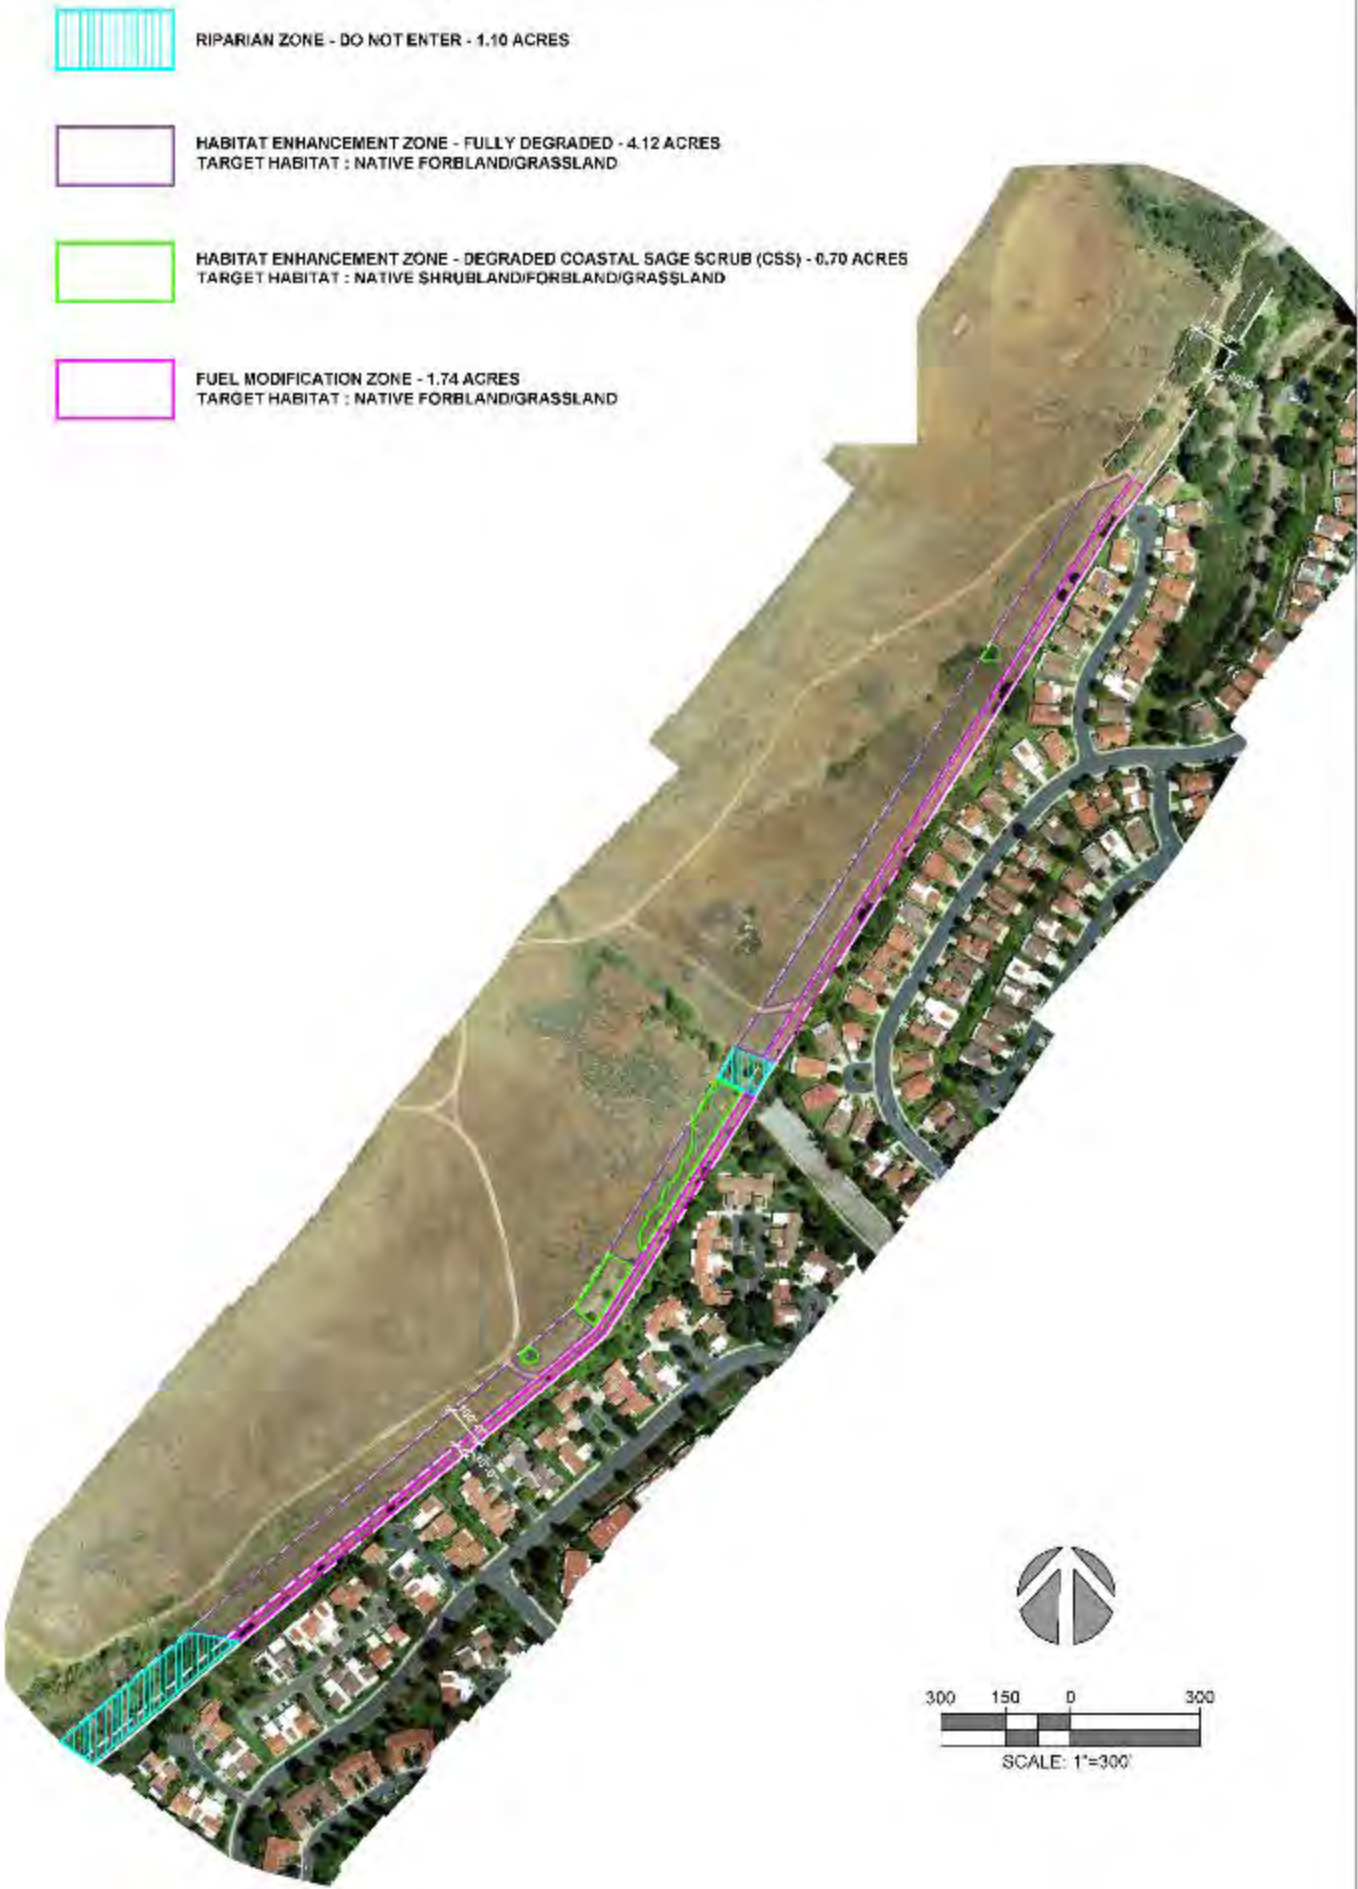 RIPARIAN ZONE - DO NOT ENTER - 1.10 ACRES
HABITAT ENHANCEMENT ZONE - FULLY DEGRADED - 4.12 ACRES
TARGET HABITAT : NATIVE FORBLAND/GRASSLAND
HABITAT ENHANCEMENT ZONE - DEGRADED COASTAL SAGE SCRUB (CSS) - 0.70 ACRES
TARGET HABITAT : NATIVE SHRUBLAND/FORBLAND/GRASSLAND
FUEL MODIFICATION ZONE - 1.74 ACRES
TARGET HABITAT : NATIVE FORBLAND/GRASSLAND
100'-0"
300 150 0 300
SCALE: 1"=300'